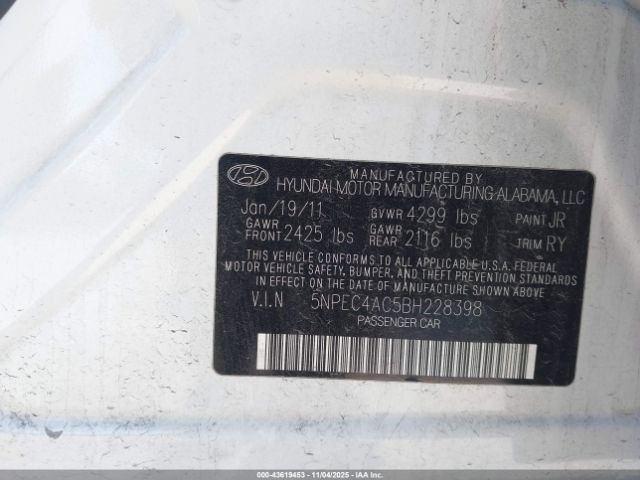 MANUFACTURED BY
HYUNDAI MOTOR MANUFACTURING ALABAMA, LLC
Jan/19/11 GVWR 4299 lbs PAINT JR
GAWR FRONT 2425 lbs GAWR REAR 2116 lbs TRIM RY
THIS VEHICLE CONFORMS TO ALL APPLICABLE U.S.A. FEDERAL
MOTOR VEHICLE SAFETY, BUMPER, AND THEFT PREVENTION STANDARDS
IN EFFECT ON THE DATE OF MANUFACTURE SHOWN ABOVE.
V.I.N 5NPEC4AC5BH228398
PASSENGER CAR
000-43619453 - 11/04/2025 - IAAI.COM